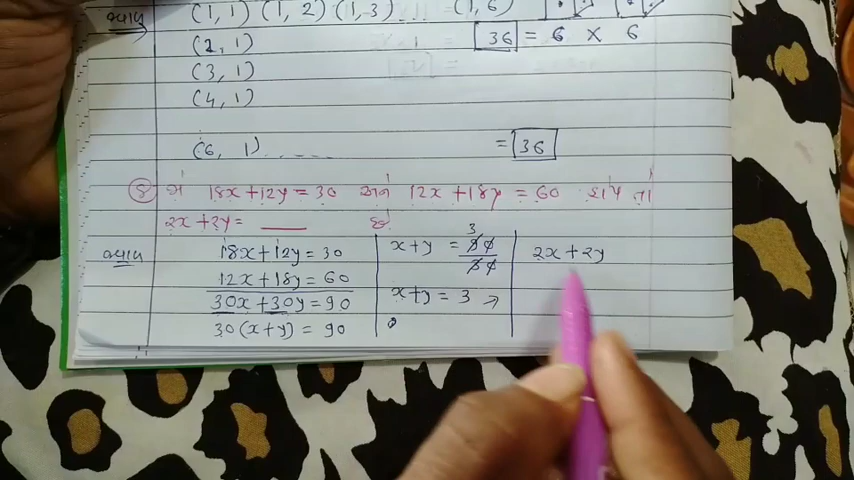 જવાબ (1, 1) (1, 2) (1, 3) ... (1, 6)
(2, 1) 36 = 6 × 6
(3, 1)
(4, 1)
(6, 1) ...... = 36
8 જો 18x+12y = 30 અને 12x +18y = 60 હોય તો
2x +2y= ____ છે.
જવાબ
18x+12y = 30
12x +18y = 60
30x +30y = 90
30 (x+y) = 90
x+y = 3 90/30
x+y = 3 →
2x+2y